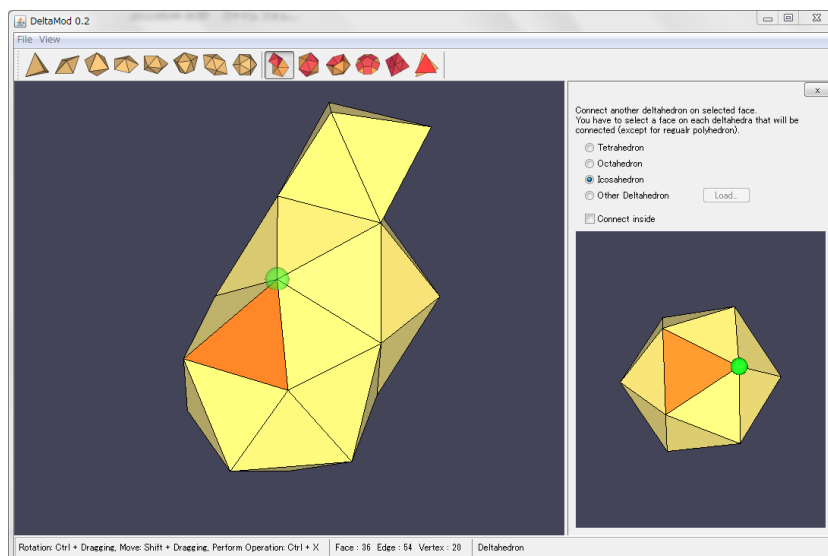 DeltaMod 0.2
File View
x
Connect another deltahedron on selected face.
You have to select a face on each deltahedra that will be
connected (except for regualr polyhedron).
Tetrahedron
Octahedron
Icosahedron
Other Deltahedron Load...
Connect inside
Rotation: Ctrl + Dragging, Move: Shift + Dragging, Perform Operation: Ctrl + X Face : 36 Edge : 54 Vertex : 20 Deltahedron